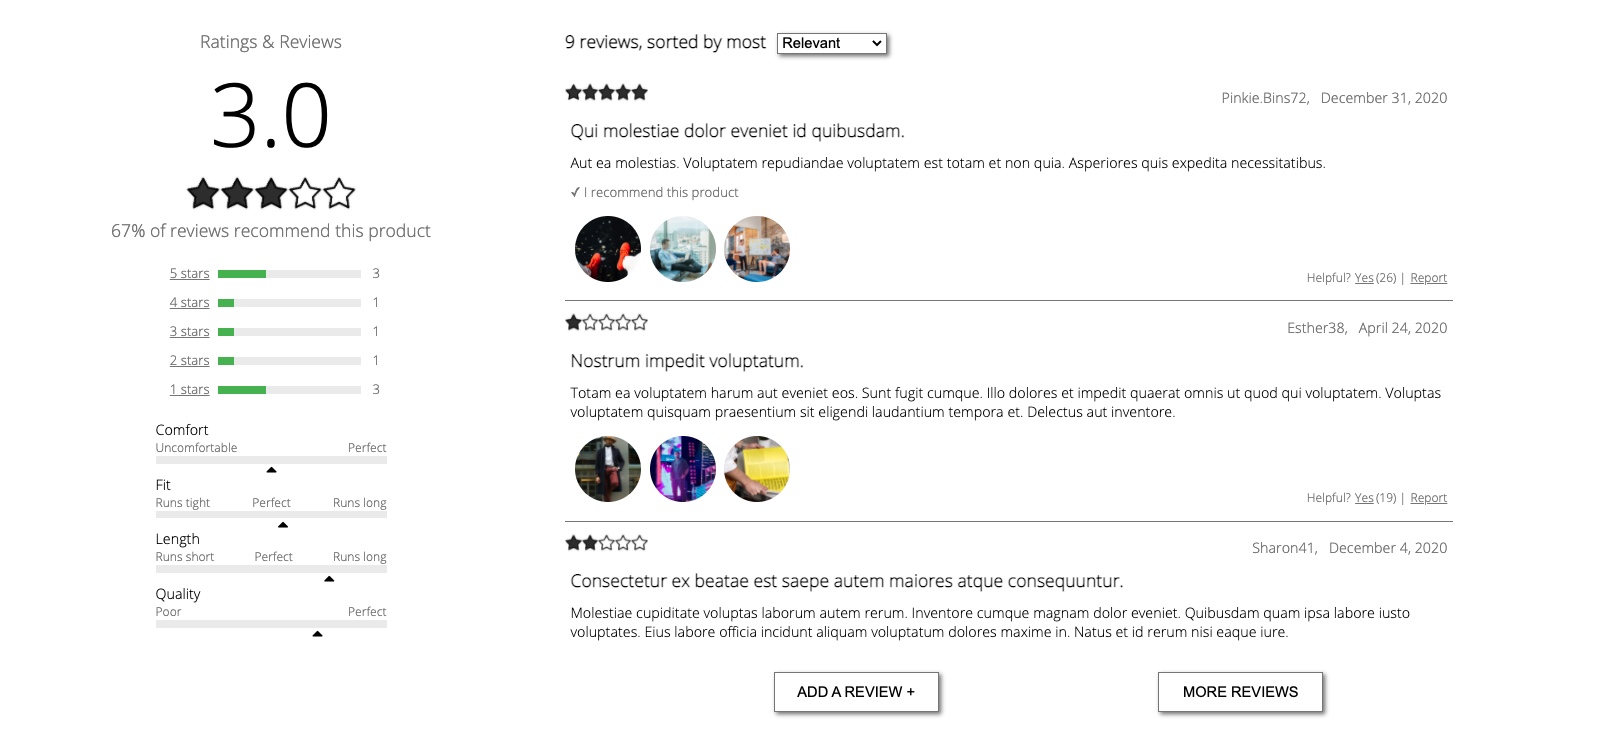 Ratings & Reviews
3.0
67% of reviews recommend this product
5 stars 3
4 stars 1
3 stars 1
2 stars 1
1 stars 3
Comfort
Uncomfortable Perfect
Fit
Runs tight Perfect Runs long
Length
Runs short Perfect Runs long
Quality
Poor Perfect
9 reviews, sorted by most Relevant
Pinkie.Bins72, December 31, 2020
Qui molestiae dolor eveniet id quibusdam.
Aut ea molestias. Voluptatem repudiandae voluptatem est totam et non quia. Asperiores quis expedita necessitatibus.
✓ I recommend this product
Helpful? Yes (26) | Report
Esther38, April 24, 2020
Nostrum impedit voluptatum.
Totam ea voluptatem harum aut eveniet eos. Sunt fugit cumque. Illo dolores et impedit quaerat omnis ut quod qui voluptatem. Voluptas
voluptatem quisquam praesentium sit eligendi laudantium tempora et. Delectus aut inventore.
Helpful? Yes (19) | Report
Sharon41, December 4, 2020
Consectetur ex beatae est saepe autem maiores atque consequuntur.
Molestiae cupiditate voluptas laborum autem rerum. Inventore cumque magnam dolor eveniet. Quibusdam quam ipsa labore iusto
voluptates. Eius labore officia incidunt aliquam voluptatum dolores maxime in. Natus et id rerum nisi eaque iure.
ADD A REVIEW +
MORE REVIEWS